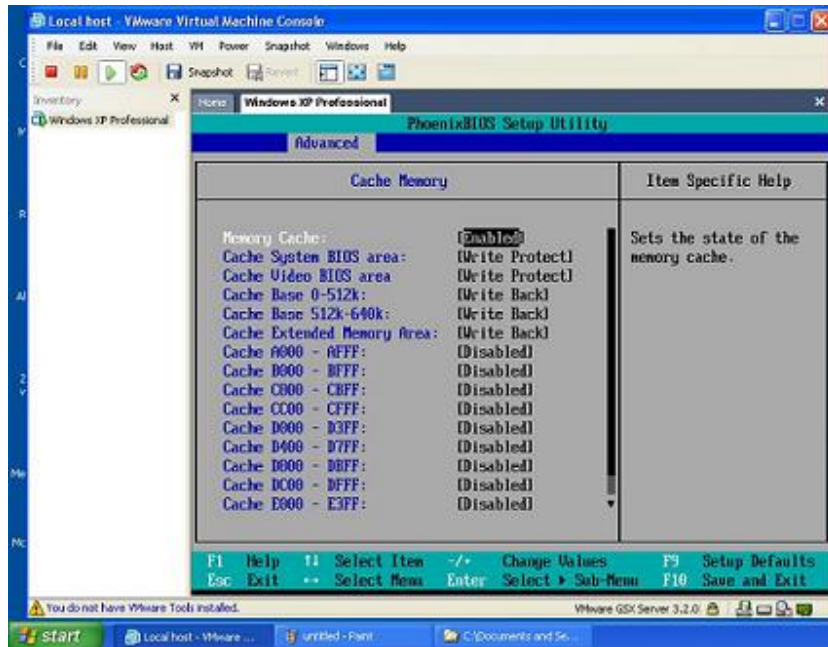 Local host - VMware Virtual Machine Console
File Edit View Host VM Power Snapshot Windows Help
Snapshot Revert
Inventory
Windows XP Professional
Home Windows XP Professional
PhoenixBIOS Setup Utility
Advanced
Cache Memory
Item Specific Help
Memory Cache: [Enabled]
Cache System BIOS area: [Write Protect]
Cache Video BIOS area [Write Protect]
Cache Base 0-512k: [Write Back]
Cache Base 512k-640k: [Write Back]
Cache Extended Memory Area: [Write Back]
Cache A000 - AFFF: [Disabled]
Cache B000 - BFFF: [Disabled]
Cache C800 - CBFF: [Disabled]
Cache CC00 - CFFF: [Disabled]
Cache D000 - D3FF: [Disabled]
Cache D400 - D7FF: [Disabled]
Cache D800 - DBFF: [Disabled]
Cache DC00 - DFFF: [Disabled]
Cache E000 - E3FF: [Disabled]
Sets the state of the
memory cache.
F1 Help ↑↓ Select Item -/+ Change Values F9 Setup Defaults
Esc Exit ↔ Select Menu Enter Select ▸ Sub-Menu F10 Save and Exit
You do not have VMware Tools installed.
VMware GSX Server 3.2.0
start
Local host - VMware ...
untitled - Paint
C:\Documents and Se...